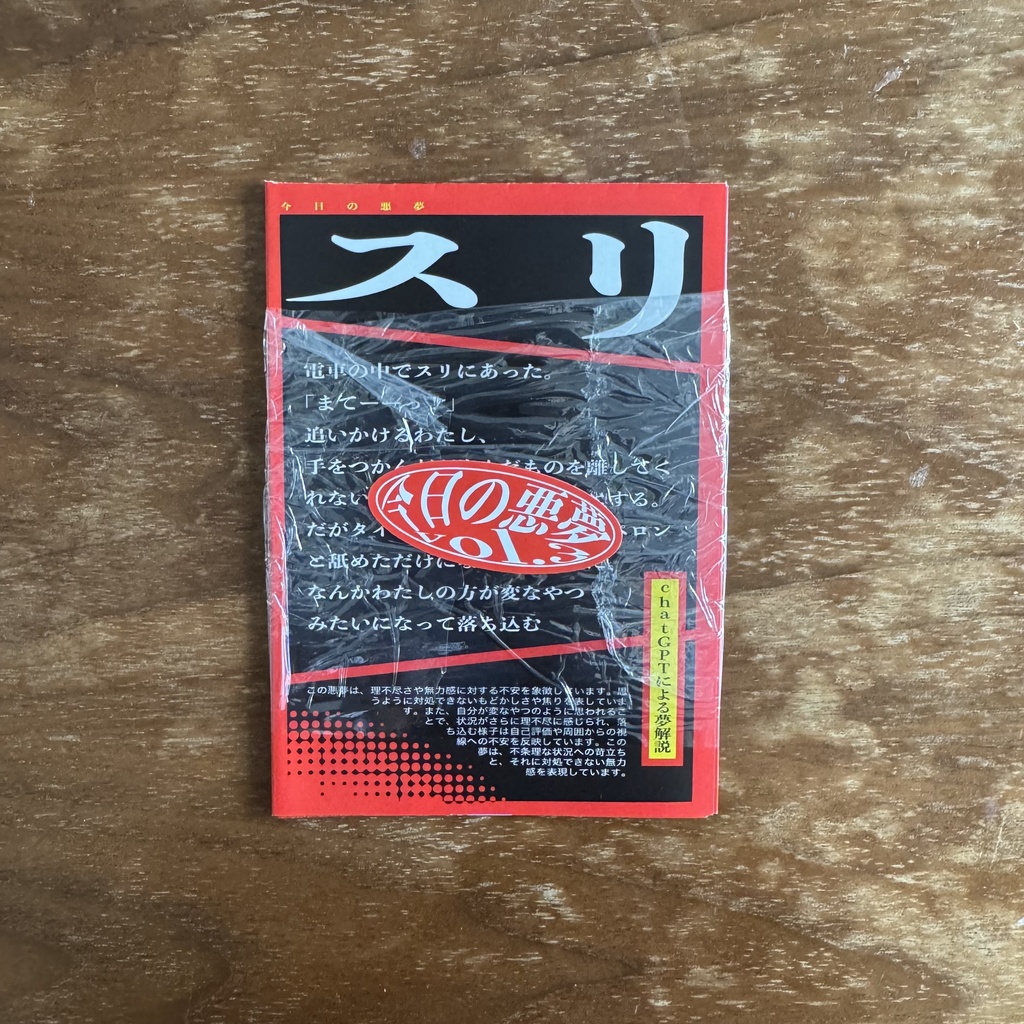 今日の悪夢
スリ
電車の中でスリにあった。
「まてーーっ
追いかけるわたし、
手をつか
ものを離してく
れない
する。
だがタイ
ロン
と舐めただけに
なんかわたしの方が変なやつ
みたいになって落ち込む
今日の悪夢
vol.3
chatGPTによる夢解説
この悪夢は、理不尽さや無力感に対する不安を象徴しています。思
うように対処できないもどかしさや焦りを表していま
す。また、自分が変なやつのように思われるこ
とで、状況がさらに理不尽に感じられ、落
ち込む様子は自己評価や周囲からの視
線への不安を反映しています。この
夢は、不条理な状況への苛立ち
と、それに対処できない無力
感を表現しています。